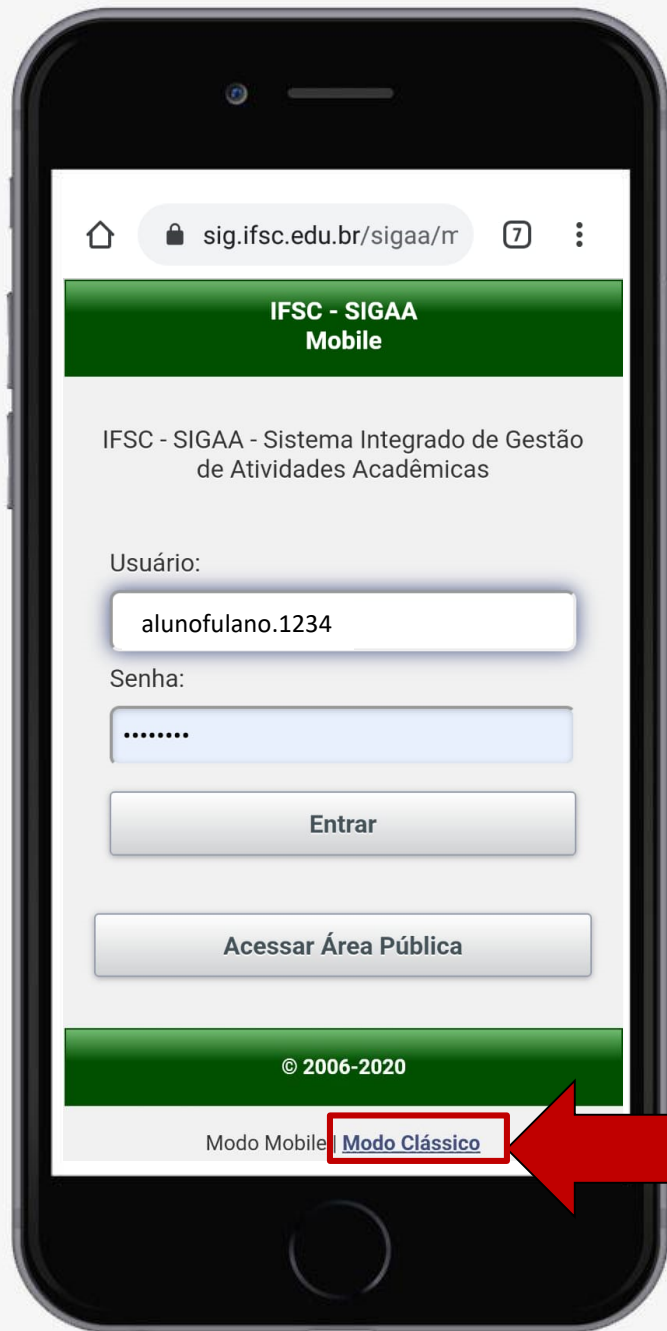 sig.ifsc.edu.br/sigaa/m
7
IFSC - SIGAA
Mobile
IFSC - SIGAA - Sistema Integrado de Gestão
de Atividades Acadêmicas
Usuário:
alunofulano.1234
Senha:
••••••••
Entrar
Acessar Área Pública
© 2006-2020
Modo Mobile | Modo Clássico